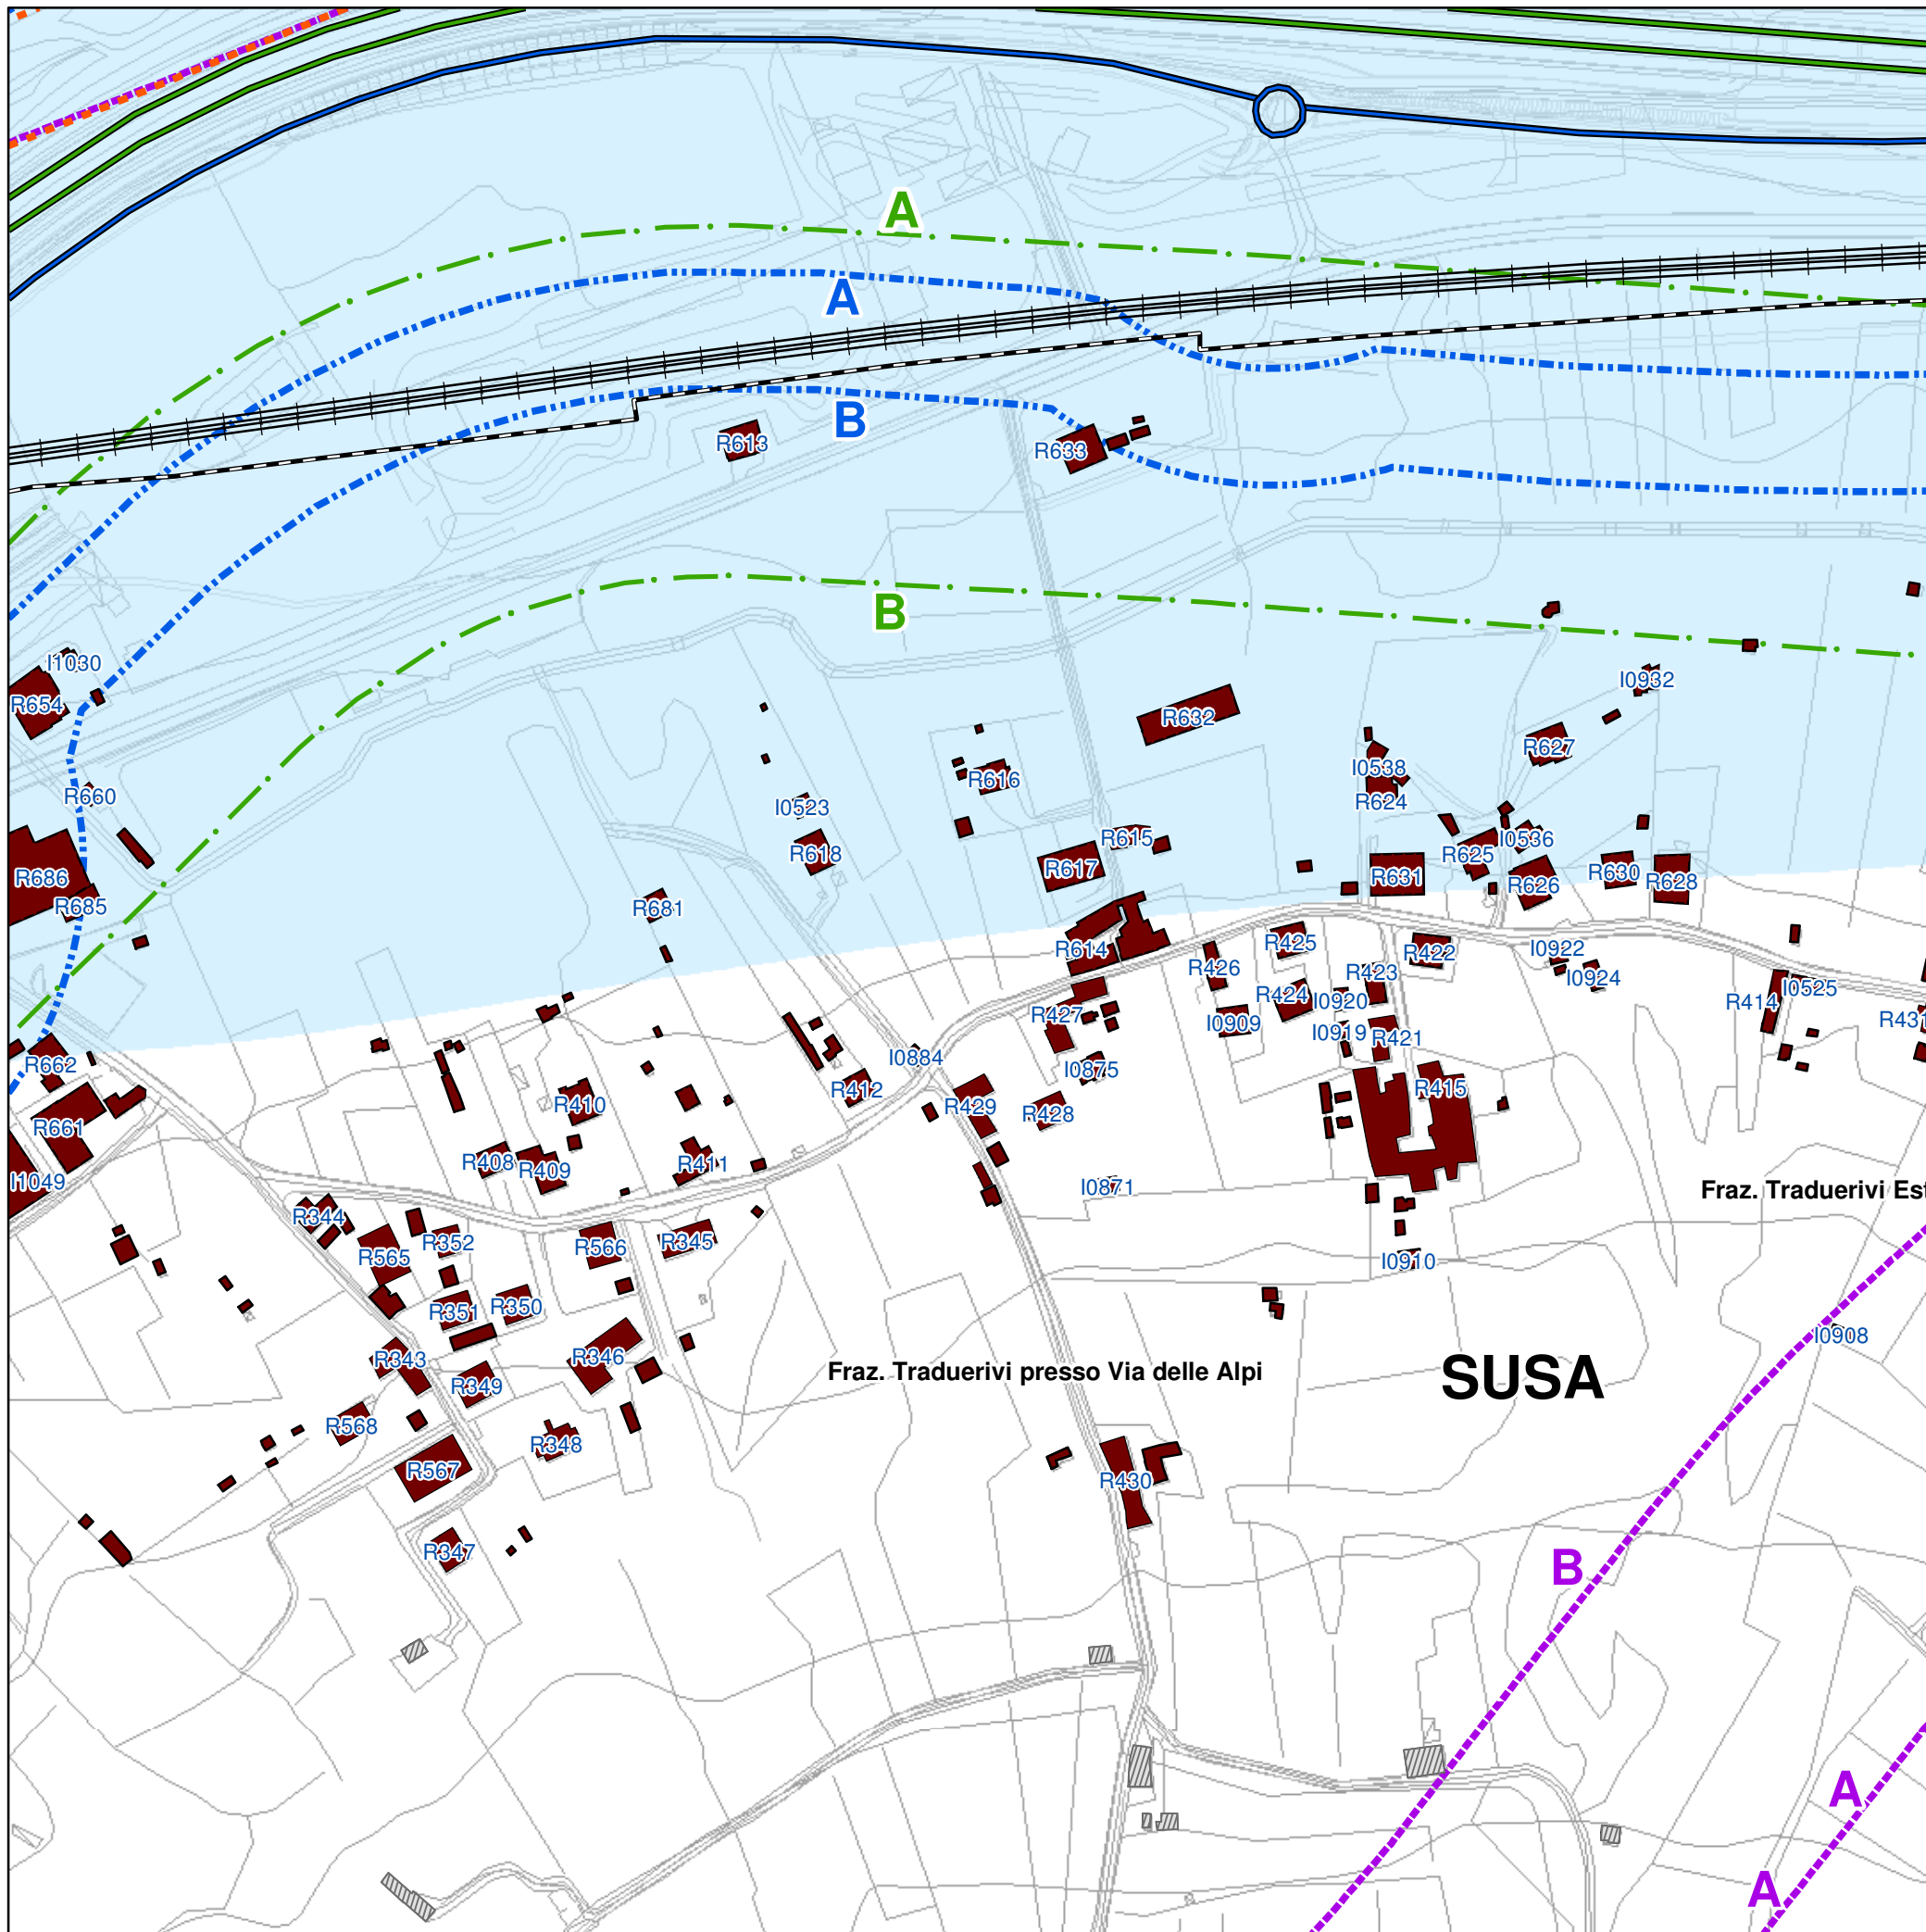 A
A
B
R613
R633
B
I1030
R654
I0932
R632
R627
I0538
R616
R660
I0523
R624
R615
I0536
R618
R625
R617
R630
R686
R631
R628
R626
R681
R685
R425
R614
I0922
R422
R426
R423
I0924
I0525
R424
I0920
R414
R427
R431
I0909
I0919
R421
I0884
R662
I0875
R415
R412
R410
R429
R428
R661
R408
R411
R409
I1049
I0871
Fraz. Traduerivi Est
R344
R352
R345
R566
R565
I0910
R350
R351
I0908
R346
R343
Fraz. Traduerivi presso Via delle Alpi
SUSA
R349
R568
R348
R567
R430
R347
B
A
A